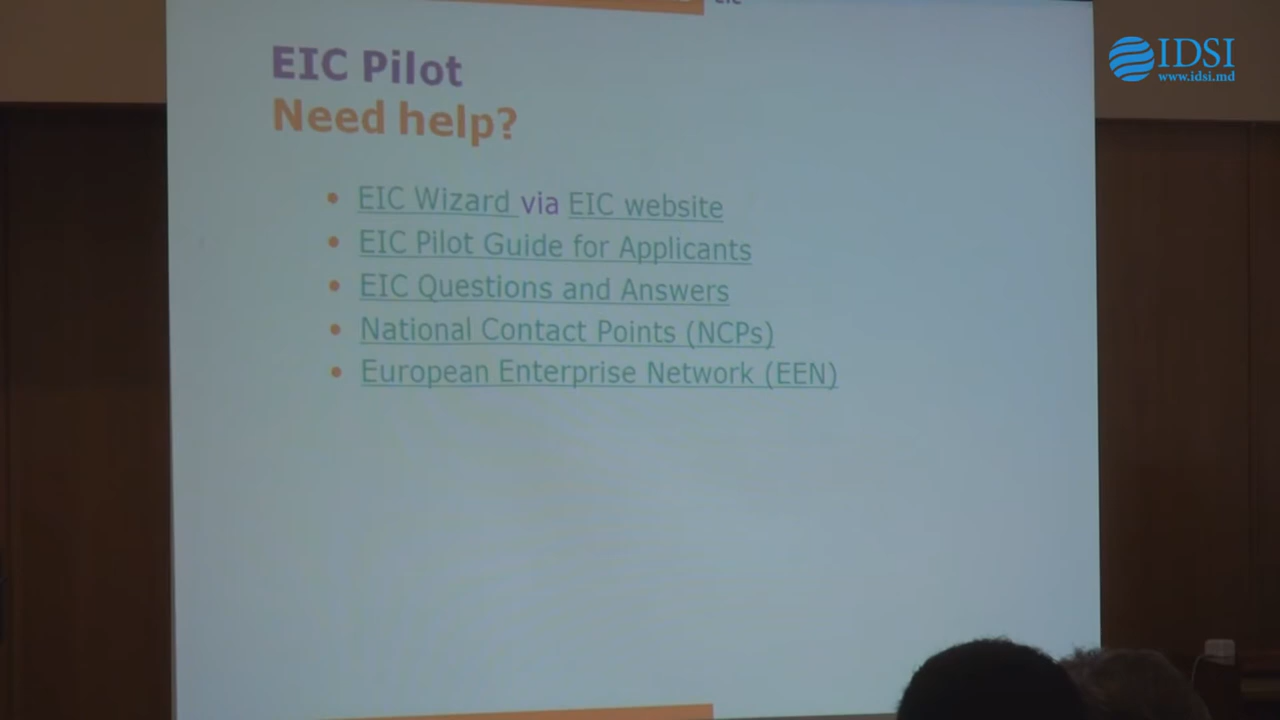 IDSI
www.idsi.md
EIC Pilot
Need help?
• EIC Wizard via EIC website
• EIC Pilot Guide for Applicants
• EIC Questions and Answers
• National Contact Points (NCPs)
• European Enterprise Network (EEN)